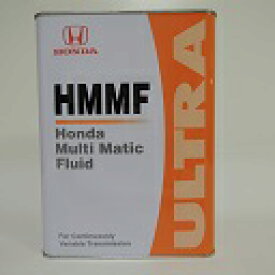 HONDA
HMMF
Honda
Multi Matic
Fluid
For Continuously
Variable Transmission
ULTRA